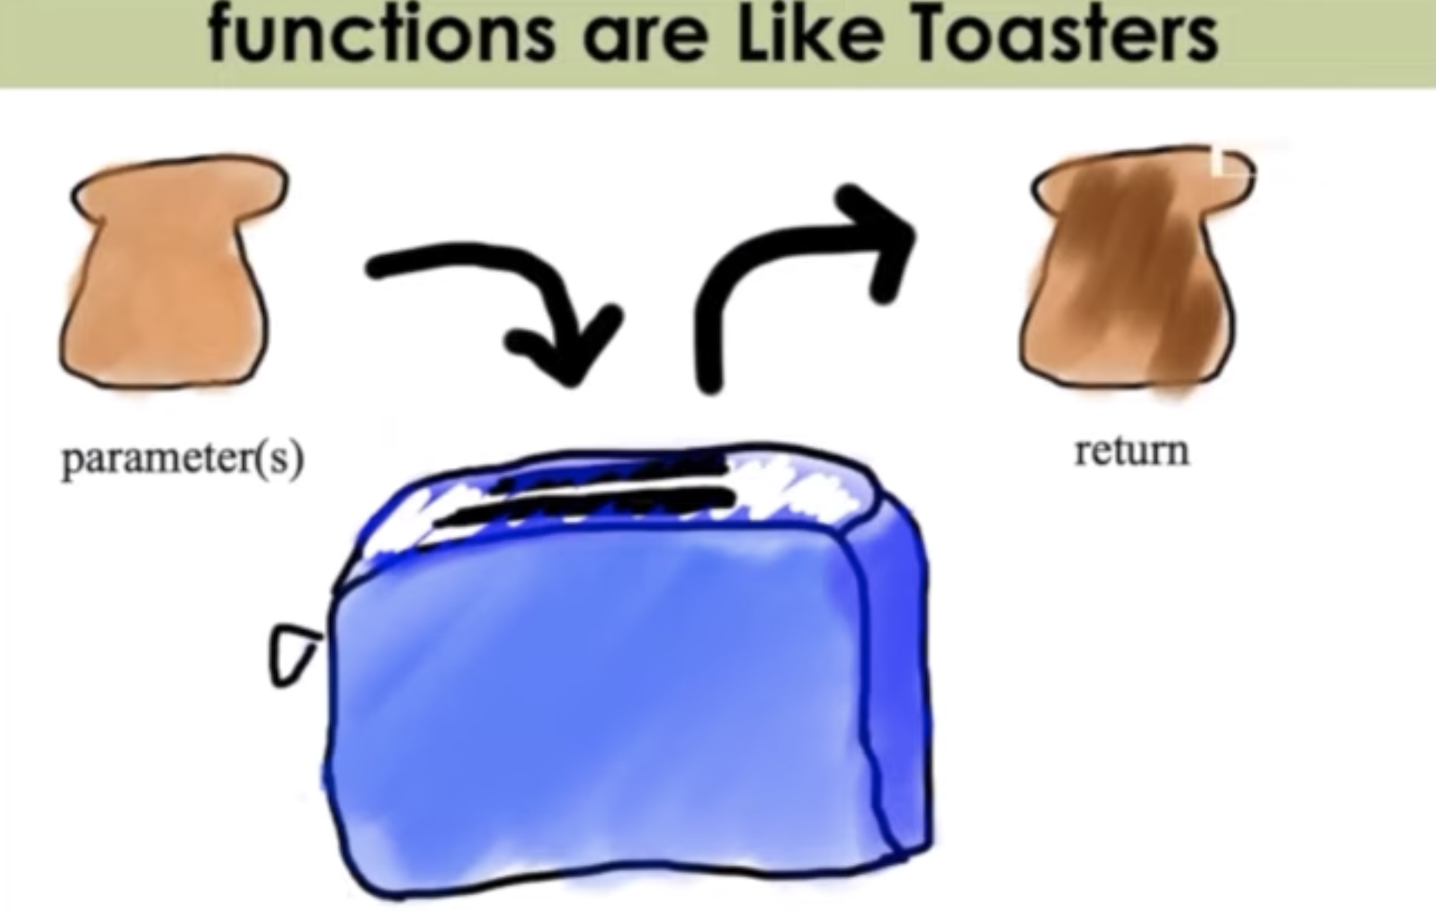 functions are Like Toasters
parameter(s)
return